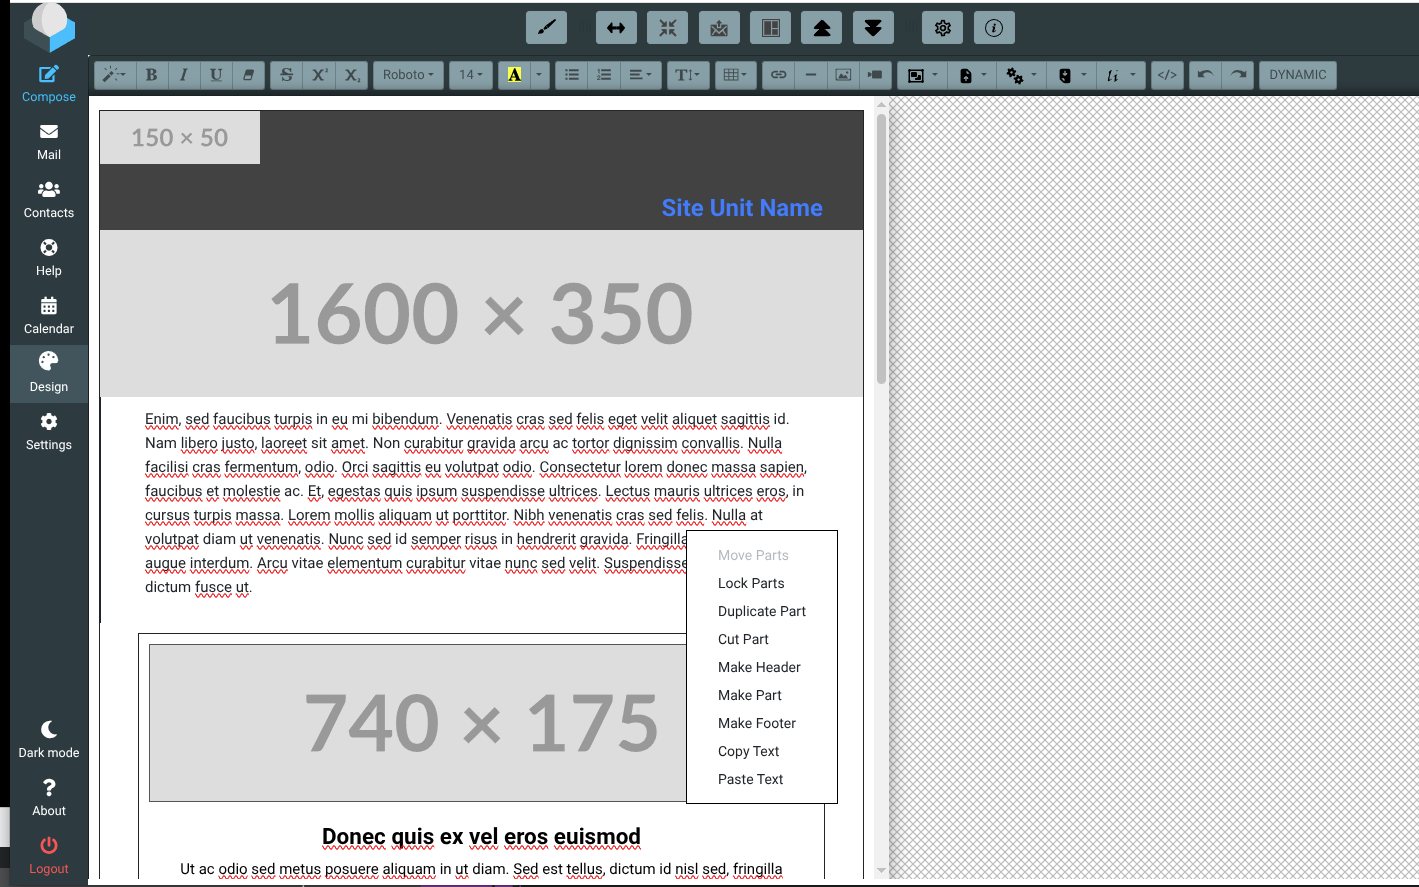 Compose
Mail
Contacts
Help
Calendar
Design
Settings
Dark mode
About
Logout
B I U S X² X₂ Roboto 14 A DYNAMIC
150 × 50
Site Unit Name
1600 × 350
Enim, sed faucibus turpis in eu mi bibendum. Venenatis cras sed felis eget velit aliquet sagittis id.
Nam libero justo, laoreet sit amet. Non curabitur gravida arcu ac tortor dignissim convallis. Nulla
facilisi cras fermentum, odio. Orci sagittis eu volutpat odio. Consectetur lorem donec massa sapien,
faucibus et molestie ac. Et, egestas quis ipsum suspendisse ultrices. Lectus mauris ultrices eros, in
cursus turpis massa. Lorem mollis aliquam ut porttitor. Nibh venenatis cras sed felis. Nulla at
volutpat diam ut venenatis. Nunc sed id semper risus in hendrerit gravida. Fringilla
augue interdum. Arcu vitae elementum curabitur vitae nunc sed velit. Suspendisse
dictum fusce ut.
Move Parts
Lock Parts
Duplicate Part
Cut Part
Make Header
Make Part
Make Footer
Copy Text
Paste Text
740 × 175
Donec quis ex vel eros euismod
Ut ac odio sed metus posuere aliquam in ut diam. Sed est tellus, dictum id nisl sed, fringilla